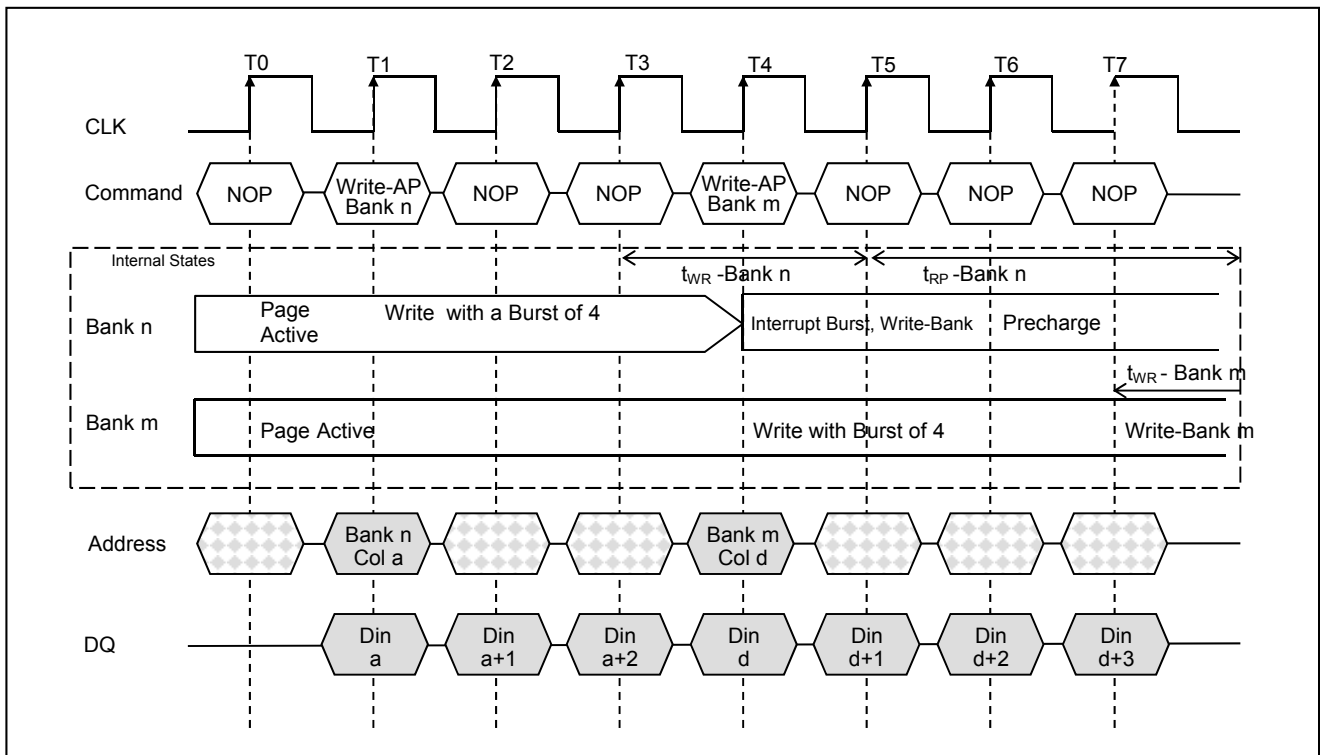 T0 T1 T2 T3 T4 T5 T6 T7
CLK
Command NOP Write-AP Bank n NOP NOP Write-AP Bank m NOP NOP NOP
Internal States
tWR -Bank n tRP -Bank n
Bank n Page Active Write with a Burst of 4 Interrupt Burst, Write-Bank Precharge
tWR - Bank m
Bank m Page Active Write with Burst of 4 Write-Bank m
Address Bank n Col a Bank m Col d
DQ Din a Din a+1 Din a+2 Din d Din d+1 Din d+2 Din d+3